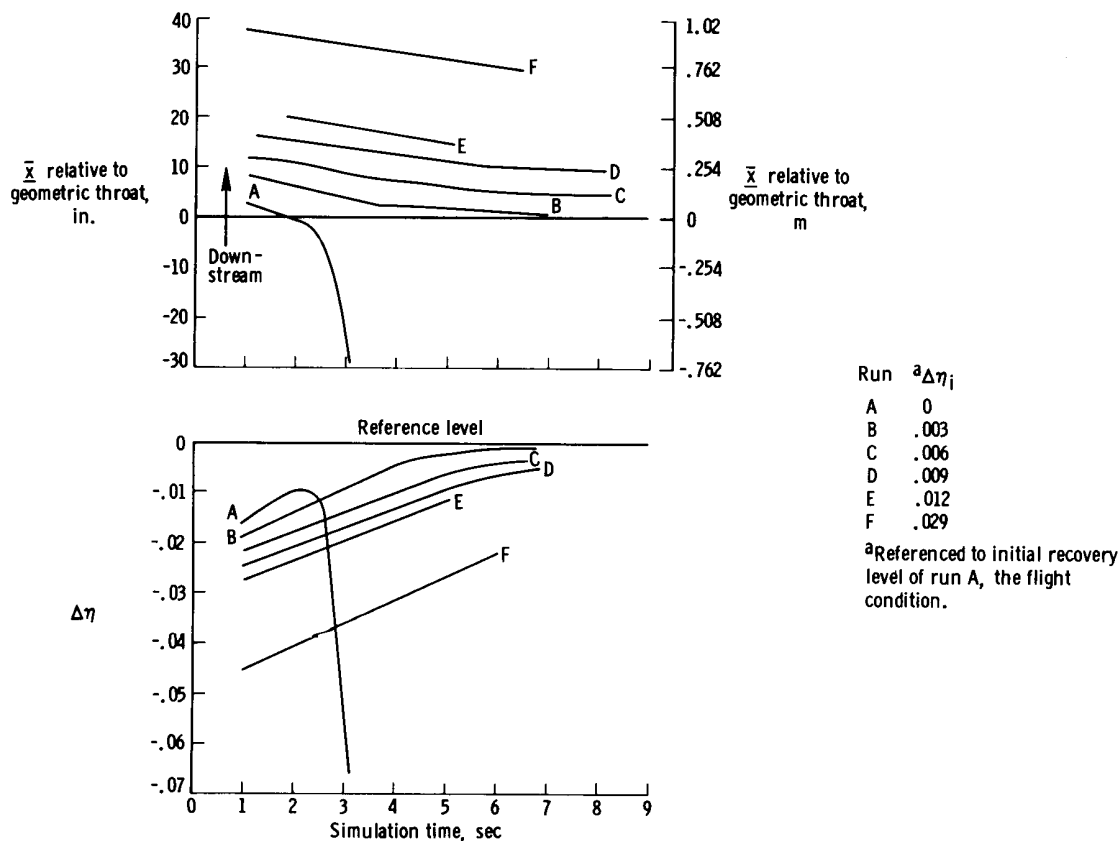 40
30
20
10
0
-10
-20
-30
x̄ relative to
geometric throat,
in.
A
Down-
stream
F
E
D
C
B
1.02
.762
.508
.254
0
-.254
-.508
-.762
x̄ relative to
geometric throat,
m
Reference level
0
-.01
-.02
-.03
-.04
-.05
-.06
-.07
Δη
A
B
C
D
E
F
0 1 2 3 4 5 6 7 8 9
Simulation time, sec
Run aΔηi
A 0
B .003
C .006
D .009
E .012
F .029
aReferenced to initial recovery
level of run A, the flight
condition.